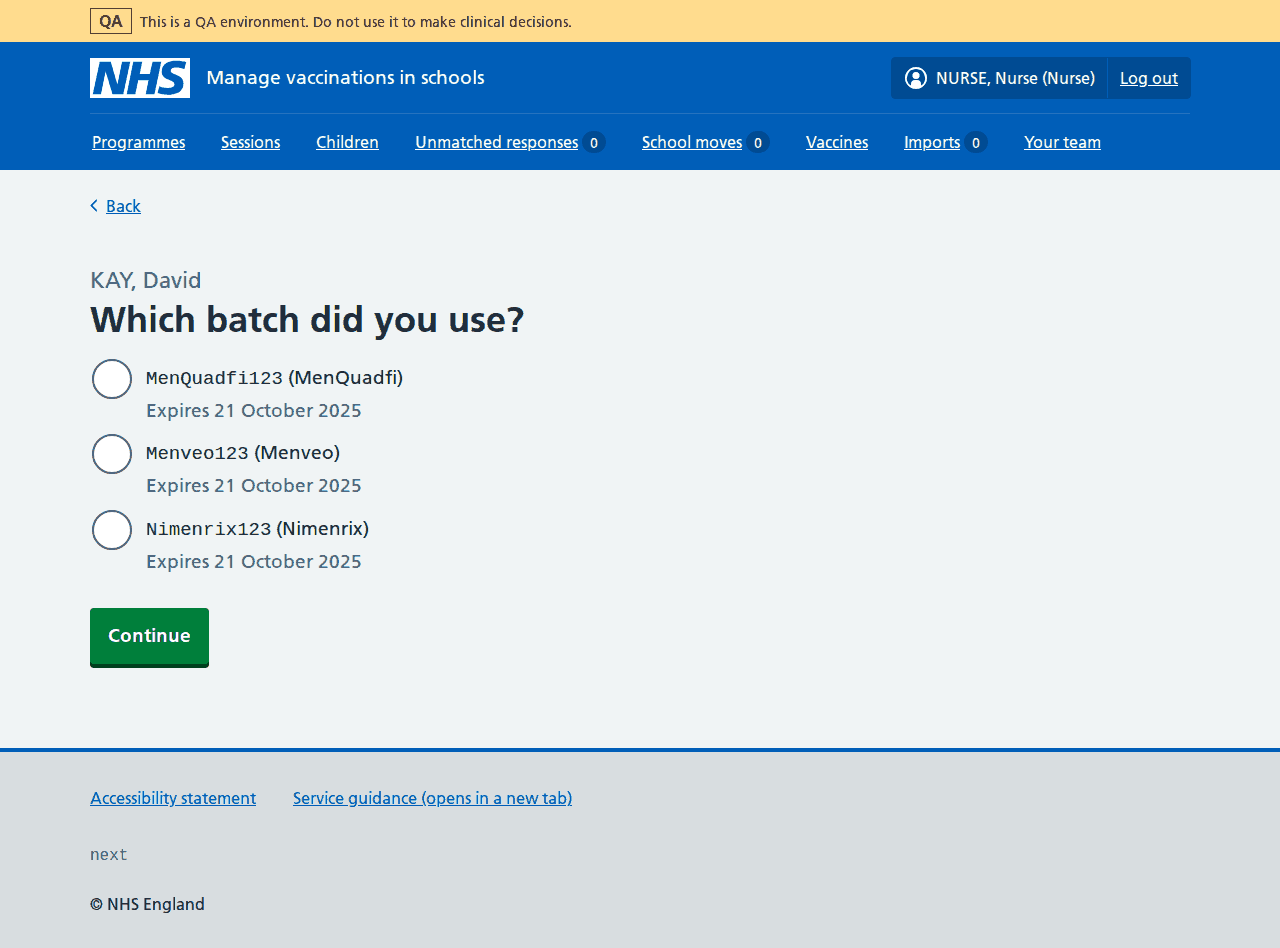 QA This is a QA environment. Do not use it to make clinical decisions.
NHS Manage vaccinations in schools NURSE, Nurse (Nurse) Log out
Programmes Sessions Children Unmatched responses 0 School moves 0 Vaccines Imports 0 Your team
Back
KAY, David
Which batch did you use?
MenQuadfi123 (MenQuadfi)
Expires 21 October 2025
Menveo123 (Menveo)
Expires 21 October 2025
Nimenrix123 (Nimenrix)
Expires 21 October 2025
Continue
Accessibility statement Service guidance (opens in a new tab)
next
© NHS England